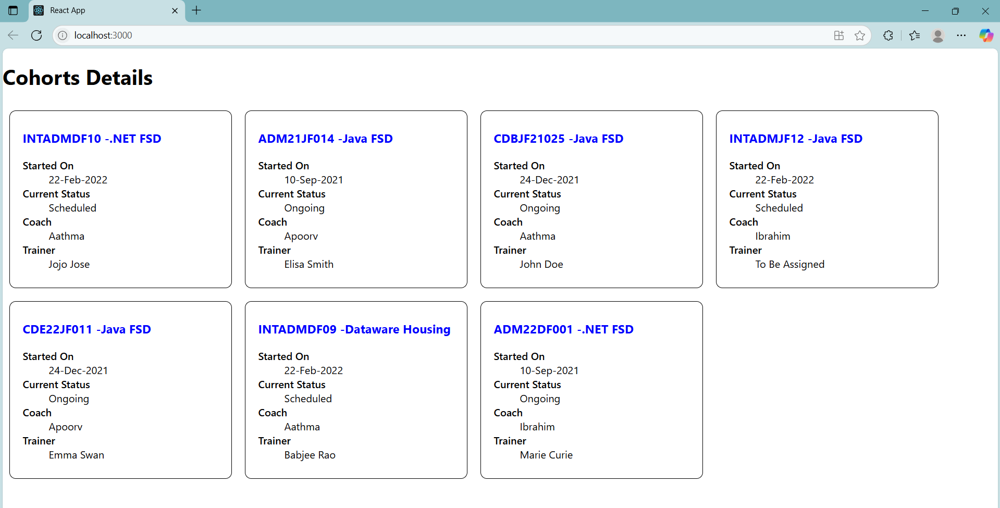 React App
localhost:3000
Cohorts Details
INTADMDF10 -.NET FSD
Started On
22-Feb-2022
Current Status
Scheduled
Coach
Aathma
Trainer
Jojo Jose
ADM21JF014 -Java FSD
Started On
10-Sep-2021
Current Status
Ongoing
Coach
Apoorv
Trainer
Elisa Smith
CDBJF21025 -Java FSD
Started On
24-Dec-2021
Current Status
Ongoing
Coach
Aathma
Trainer
John Doe
INTADMJF12 -Java FSD
Started On
22-Feb-2022
Current Status
Scheduled
Coach
Ibrahim
Trainer
To Be Assigned
CDE22JF011 -Java FSD
Started On
24-Dec-2021
Current Status
Ongoing
Coach
Apoorv
Trainer
Emma Swan
INTADMDF09 -Dataware Housing
Started On
22-Feb-2022
Current Status
Scheduled
Coach
Aathma
Trainer
Babjee Rao
ADM22DF001 -.NET FSD
Started On
10-Sep-2021
Current Status
Ongoing
Coach
Ibrahim
Trainer
Marie Curie